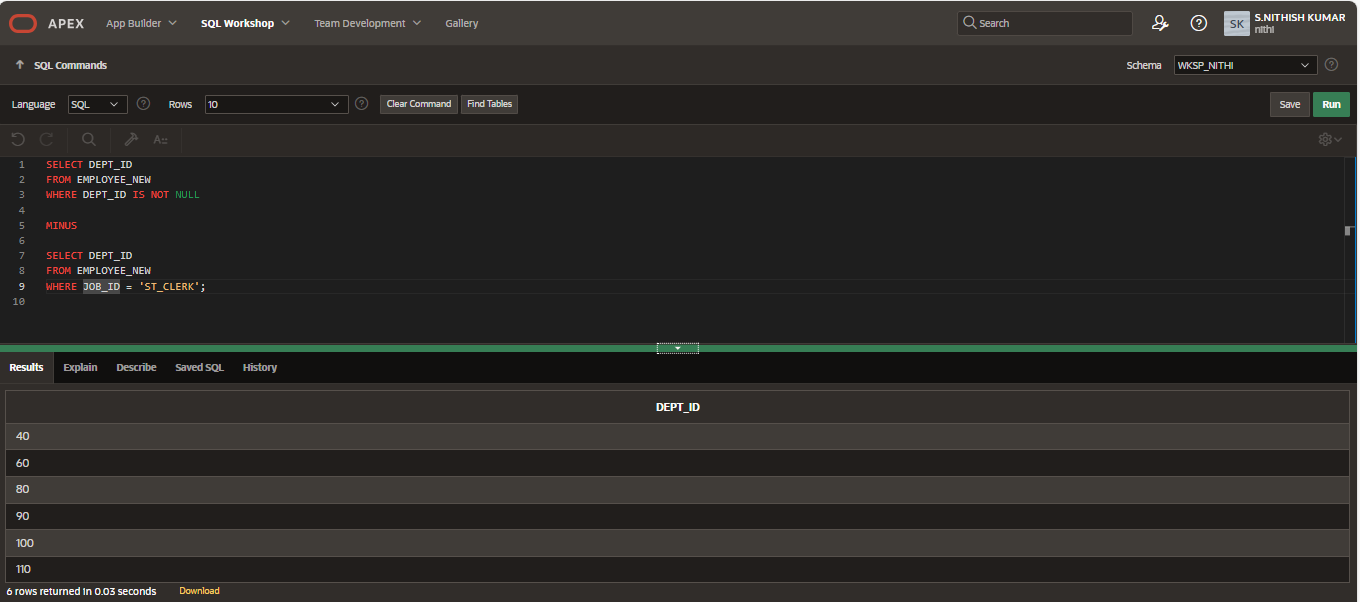 APEX App Builder SQL Workshop Team Development Gallery Search SK S.NITHISH KUMAR
nithi
SQL Commands Schema WKSP_NITHI
Language SQL Rows 10 Clear Command Find Tables Save Run
A
1 SELECT DEPT_ID
2 FROM EMPLOYEE_NEW
3 WHERE DEPT_ID IS NOT NULL
4
5 MINUS
6
7 SELECT DEPT_ID
8 FROM EMPLOYEE_NEW
9 WHERE JOB_ID = 'ST_CLERK';
10
Results Explain Describe Saved SQL History
DEPT_ID
40
60
80
90
100
110
6 rows returned in 0.03 seconds Download